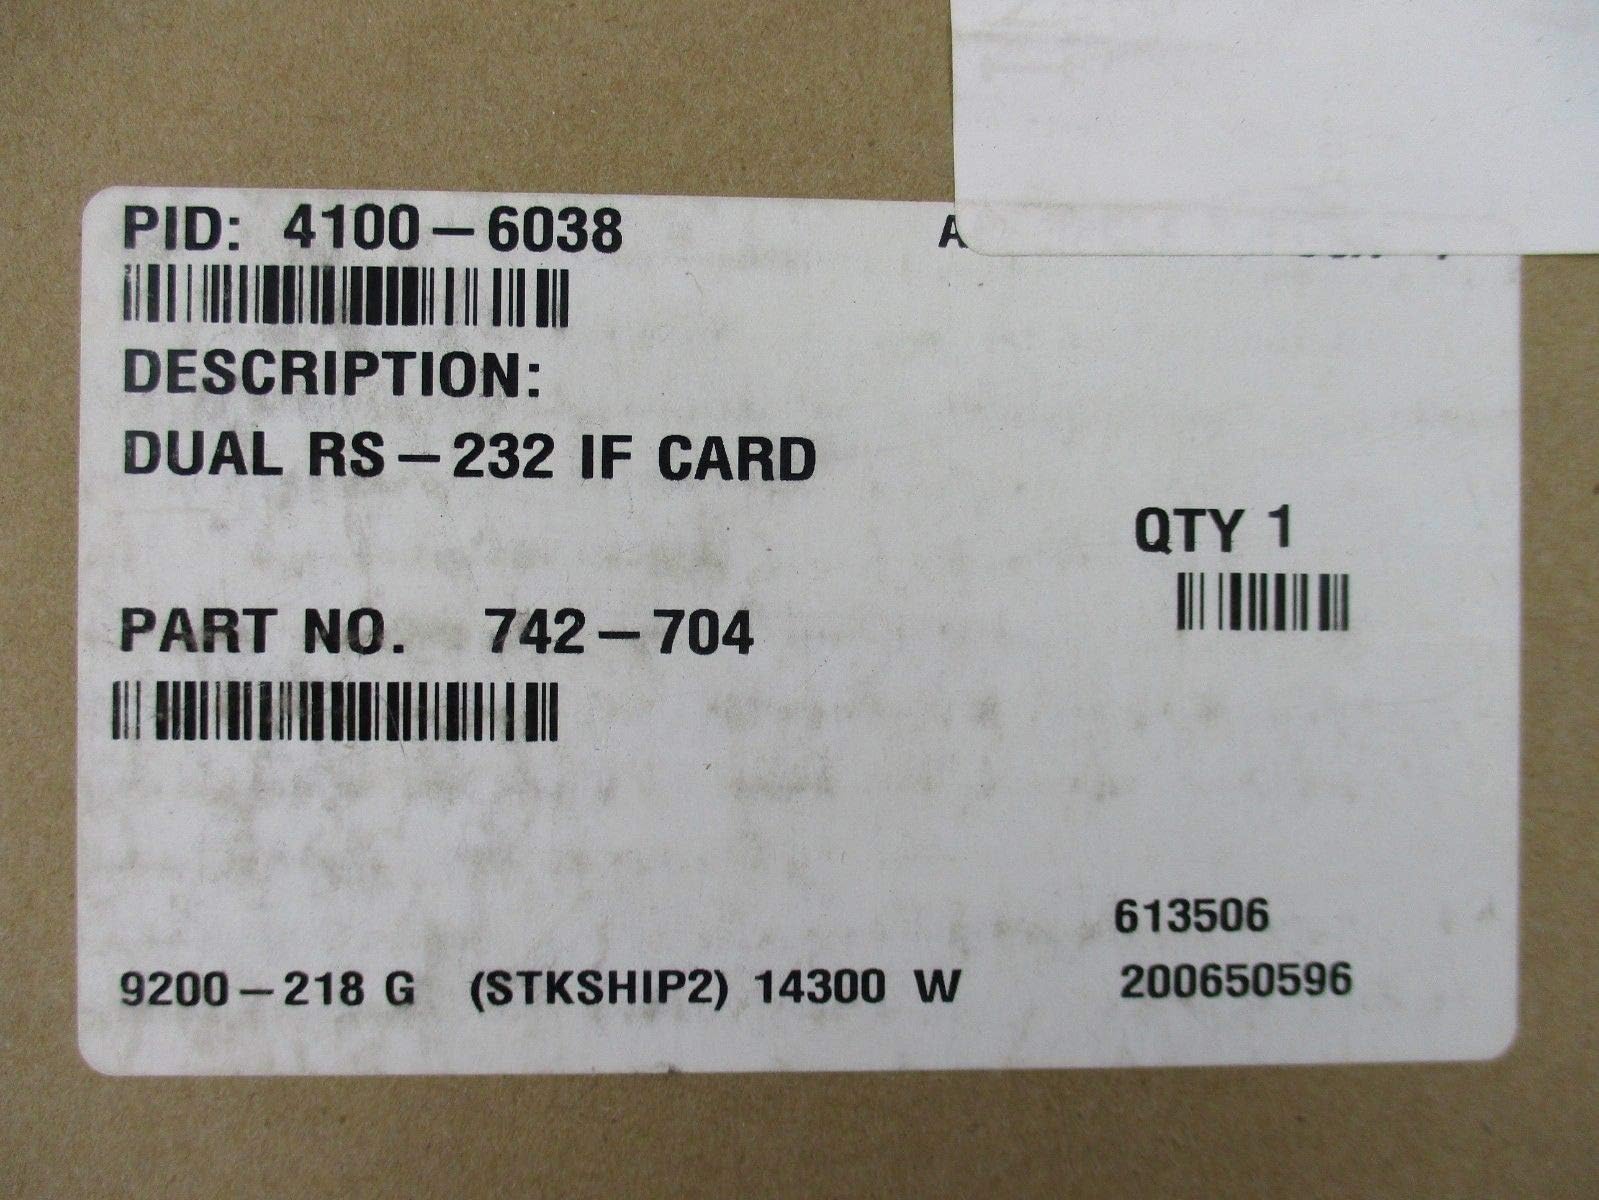 PID: 4100-6038
DESCRIPTION:
DUAL RS-232 IF CARD
QTY 1
PART NO. 742-704
613506
9200-218 G (STKSHIP2) 14300 W 200650596